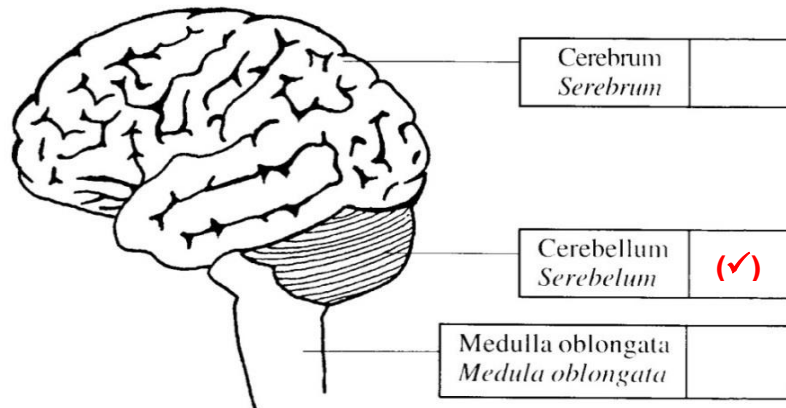 Cerebrum
Serebrum
Cerebellum
Serebelum
(✓)
Medulla oblongata
Medula oblongata